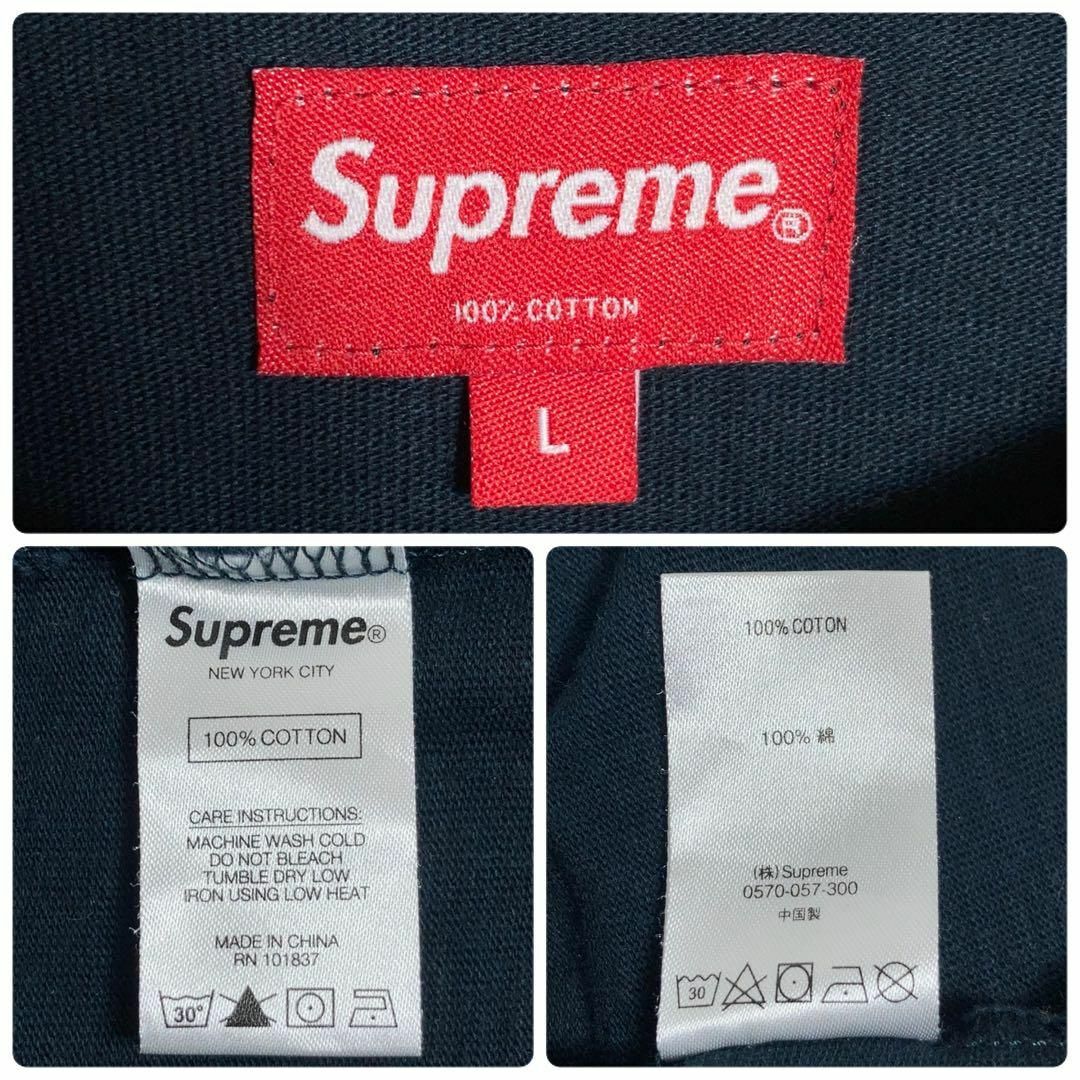 Supreme®
100% COTTON
L
Supreme®
NEW YORK CITY
100% COTTON
CARE INSTRUCTIONS:
MACHINE WASH COLD
DO NOT BLEACH
TUMBLE DRY LOW
IRON USING LOW HEAT
MADE IN CHINA
RN 101837
30°
100% COTON
100% 綿
(株)Supreme
0570-057-300
中国製
30